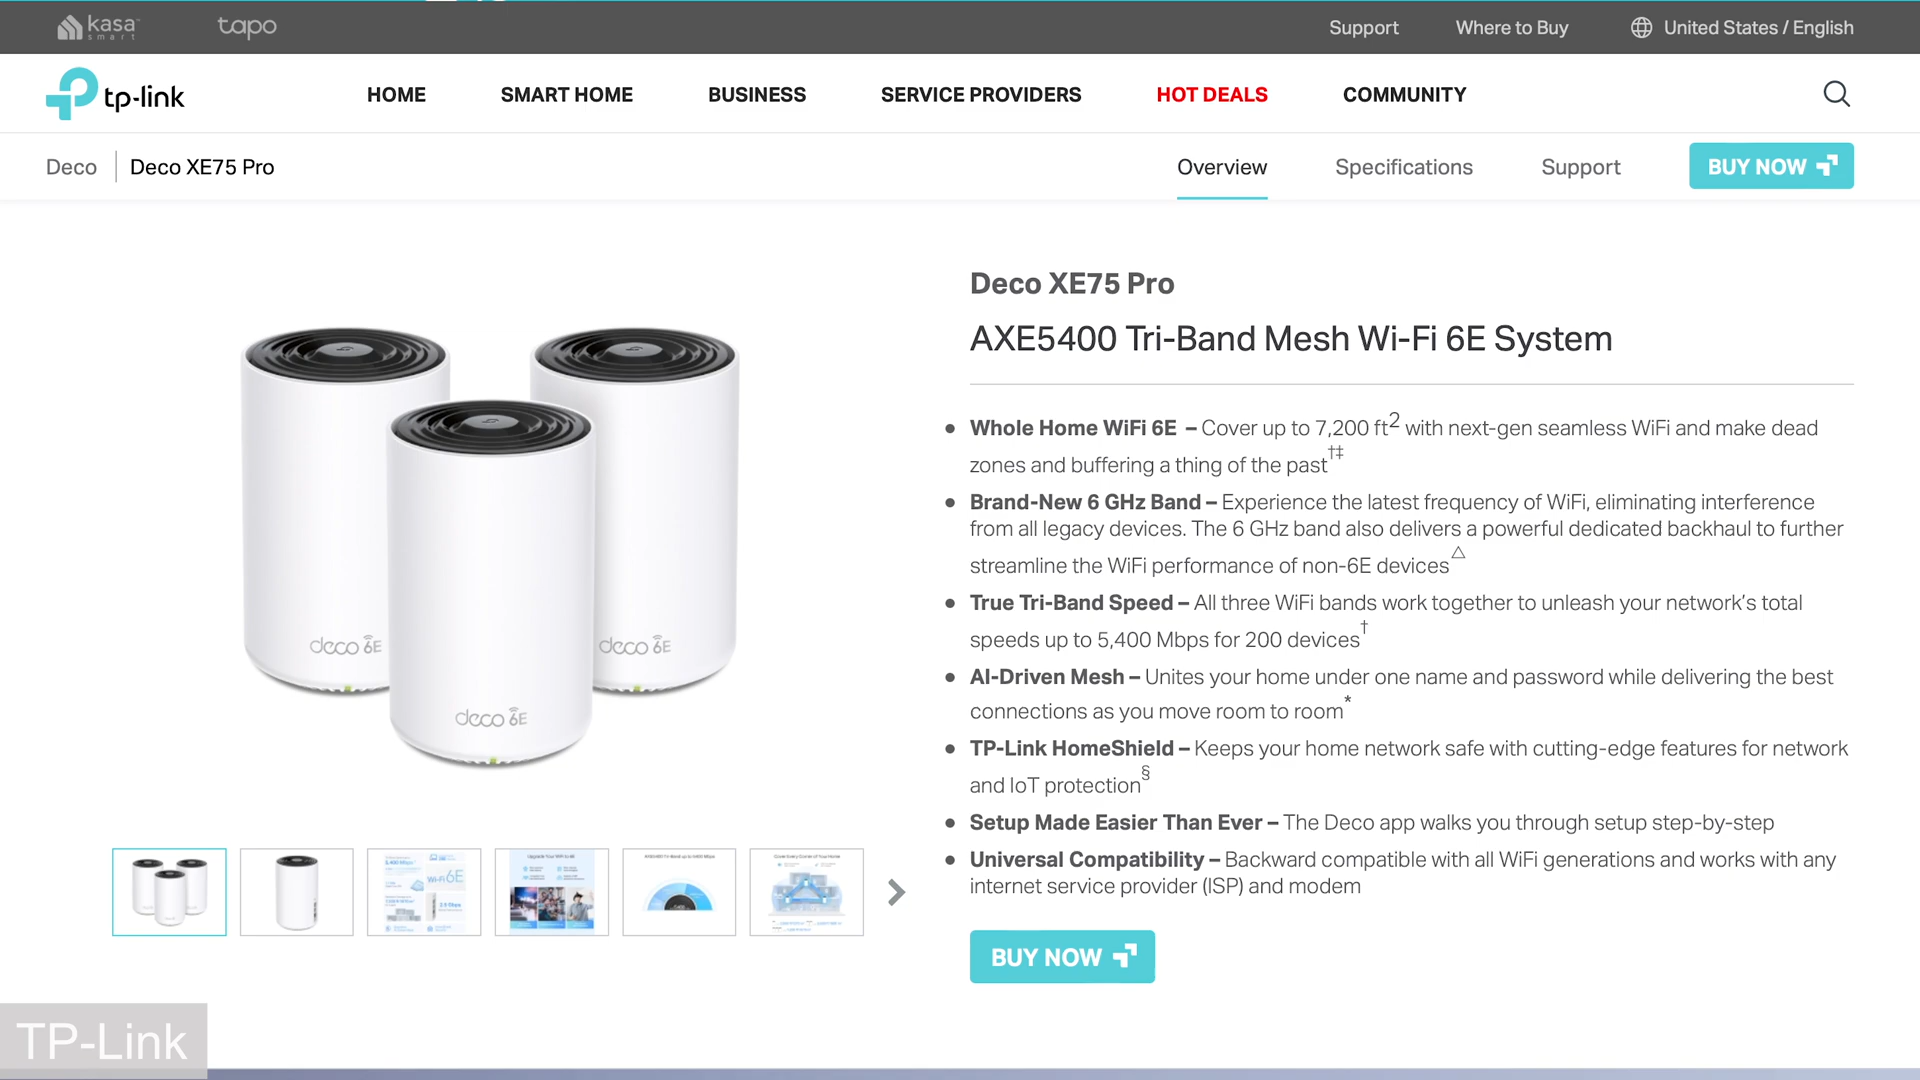 kasa
smart
tapo
Support
Where to Buy
United States / English
tp-link
HOME
SMART HOME
BUSINESS
SERVICE PROVIDERS
HOT DEALS
COMMUNITY
Deco
Deco XE75 Pro
Overview
Specifications
Support
BUY NOW
Deco XE75 Pro
AXE5400 Tri-Band Mesh Wi-Fi 6E System
Whole Home WiFi 6E – Cover up to 7,200 ft2 with next-gen seamless WiFi and make dead
zones and buffering a thing of the past†‡
Brand-New 6 GHz Band – Experience the latest frequency of WiFi, eliminating interference
from all legacy devices. The 6 GHz band also delivers a powerful dedicated backhaul to further
streamline the WiFi performance of non-6E devices△
True Tri-Band Speed – All three WiFi bands work together to unleash your network's total
speeds up to 5,400 Mbps for 200 devices†
AI-Driven Mesh – Unites your home under one name and password while delivering the best
connections as you move room to room*
TP-Link HomeShield – Keeps your home network safe with cutting-edge features for network
and IoT protection§
Setup Made Easier Than Ever – The Deco app walks you through setup step-by-step
Universal Compatibility – Backward compatible with all WiFi generations and works with any
internet service provider (ISP) and modem
BUY NOW
deco 6E
deco 6E
deco 6E
Wi-Fi 6E
Cover Every Corner of Your Home
TP-Link